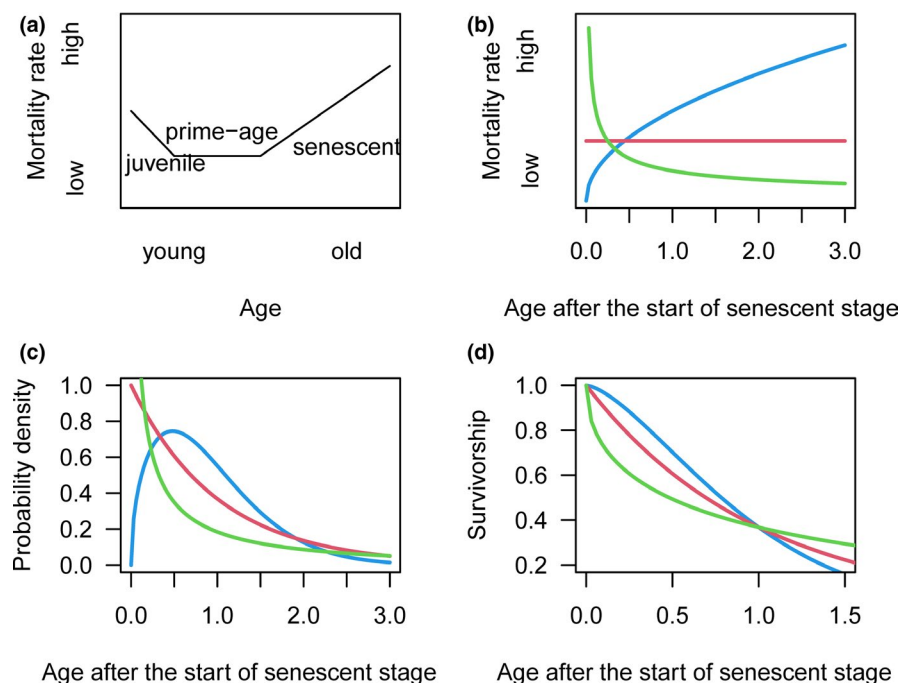 (a)
Mortality rate
low high
prime−age
juvenile
senescent
young old
Age
(b)
Mortality rate
low high
0.0 1.0 2.0 3.0
Age after the start of senescent stage
(c)
Probability density
1.0
0.8
0.6
0.4
0.2
0.0
0.0 1.0 2.0 3.0
Age after the start of senescent stage
(d)
Survivorship
1.0
0.8
0.6
0.4
0.2
0.0 0.5 1.0 1.5
Age after the start of senescent stage